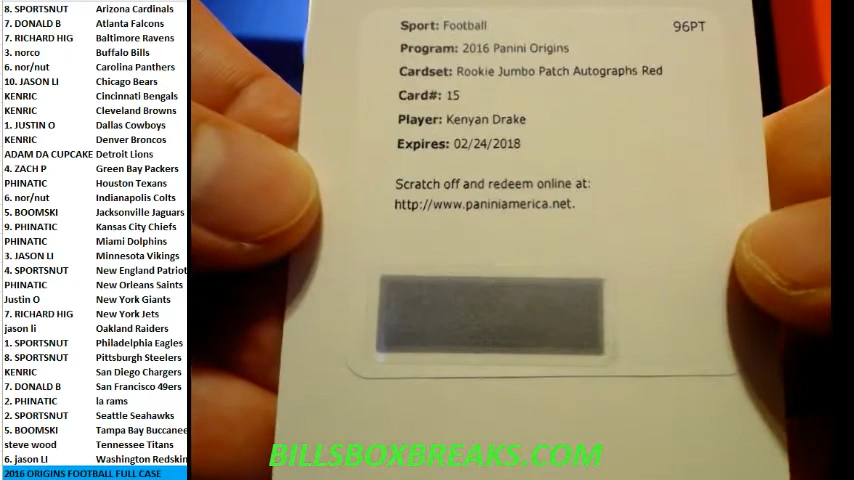 8. SPORTSNUT Arizona Cardinals
7. DONALD B Atlanta Falcons
7. RICHARD HIG Baltimore Ravens
3. norco Buffalo Bills
6. nor/nut Carolina Panthers
10. JASON LI Chicago Bears
KENRIC Cincinnati Bengals
KENRIC Cleveland Browns
1. JUSTIN O Dallas Cowboys
KENRIC Denver Broncos
ADAM DA CUPCAKE Detroit Lions
4. ZACH P Green Bay Packers
PHINATIC Houston Texans
6. nor/nut Indianapolis Colts
5. BOOMSKI Jacksonville Jaguars
9. PHINATIC Kansas City Chiefs
PHINATIC Miami Dolphins
3. JASON LI Minnesota Vikings
4. SPORTSNUT New England Patriot
PHINATIC New Orleans Saints
Justin O New York Giants
7. RICHARD HIG New York Jets
jason li Oakland Raiders
1. SPORTSNUT Philadelphia Eagles
8. SPORTSNUT Pittsburgh Steelers
KENRIC San Diego Chargers
7. DONALD B San Francisco 49ers
2. PHINATIC la rams
2. SPORTSNUT Seattle Seahawks
5. BOOMSKI Tampa Bay Buccanee
steve wood Tennessee Titans
6. jason LI Washington Redskin
2016 ORIGINS FOOTBALL FULL CASE
Sport: Football 96PT
Program: 2016 Panini Origins
Cardset: Rookie Jumbo Patch Autographs Red
Card#: 15
Player: Kenyan Drake
Expires: 02/24/2018
Scratch off and redeem online at:
http://www.paniniamerica.net.
BILLSBOXBREAKS.COM